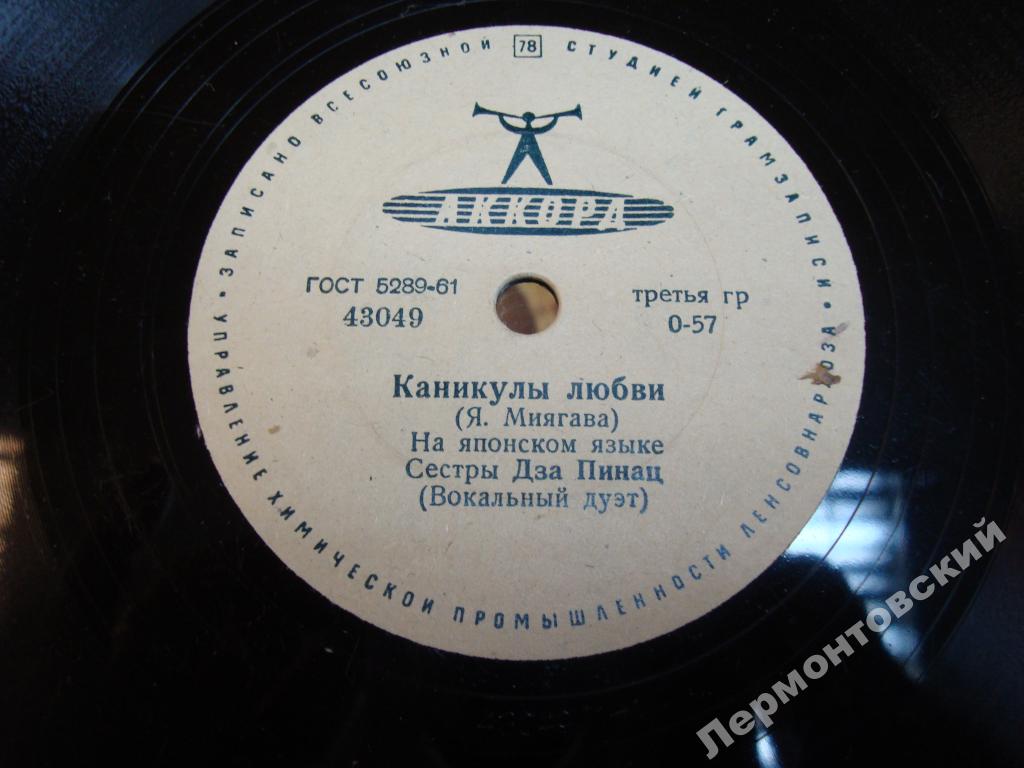 ЗАПИСАНО ВСЕСОЮЗНОЙ 78 СТУДИЕЙ ГРАМЗАПИСИ
АККОРД
ГОСТ 5289-61
43049
третья гр
0-57
Каникулы любви
(Я. Миягава)
На японском языке
Сестры Дза Пинац
(Вокальный дуэт)
• УПРАВЛЕНИЕ ХИМИЧЕСКОЙ ПРОМЫШЛЕННОСТИ ЛЕНСОВНАРХОЗА •
Лермонтовский